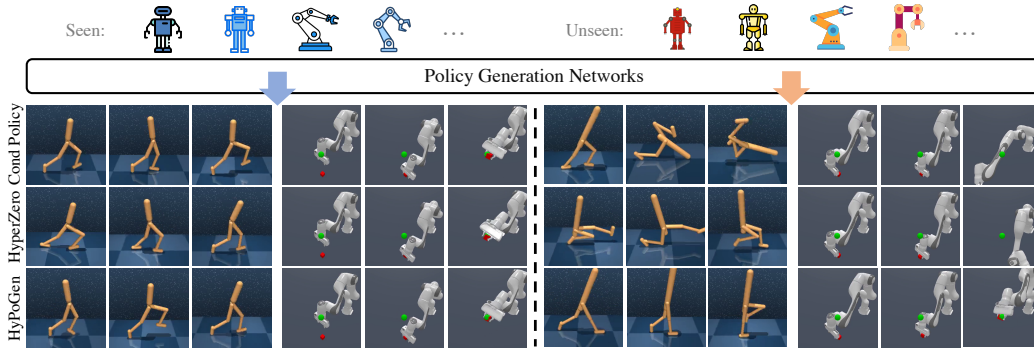 Seen:
...
Unseen:
...
Policy Generation Networks
Cond Policy
HyperZero
HyPoGen